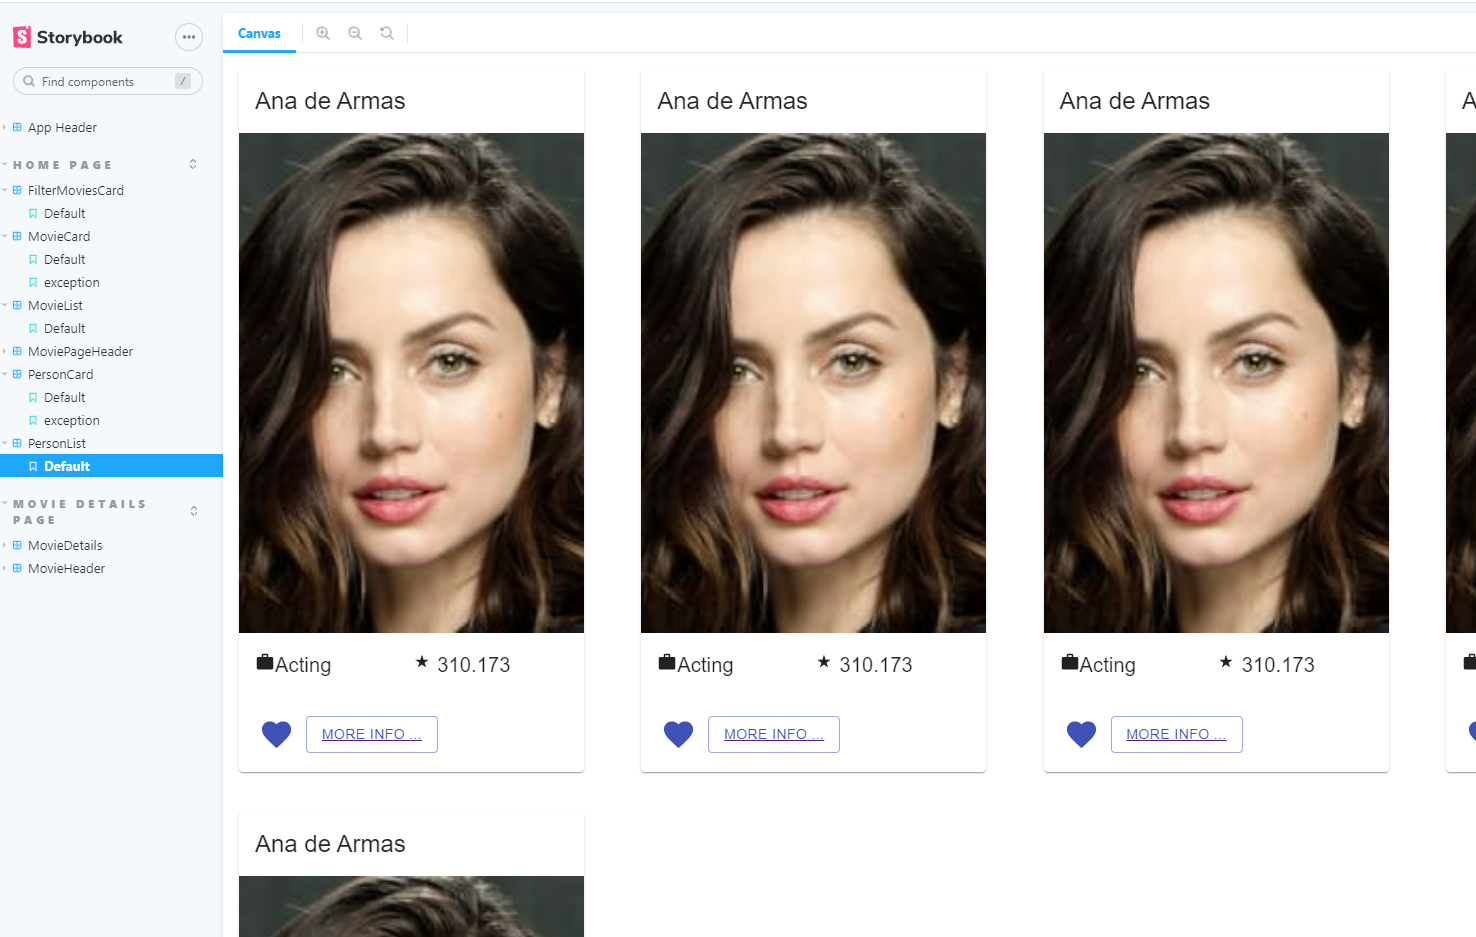 Storybook
Find components
/
App Header
HOME PAGE
FilterMoviesCard
Default
MovieCard
Default
exception
MovieList
Default
MoviePageHeader
PersonCard
Default
exception
PersonList
Default
MOVIE DETAILS
PAGE
MovieDetails
MovieHeader
Canvas
Ana de Armas
Acting
310.173
MORE INFO ...
Ana de Armas
Acting
310.173
MORE INFO ...
Ana de Armas
Acting
310.173
MORE INFO ...
A
Ana de Armas